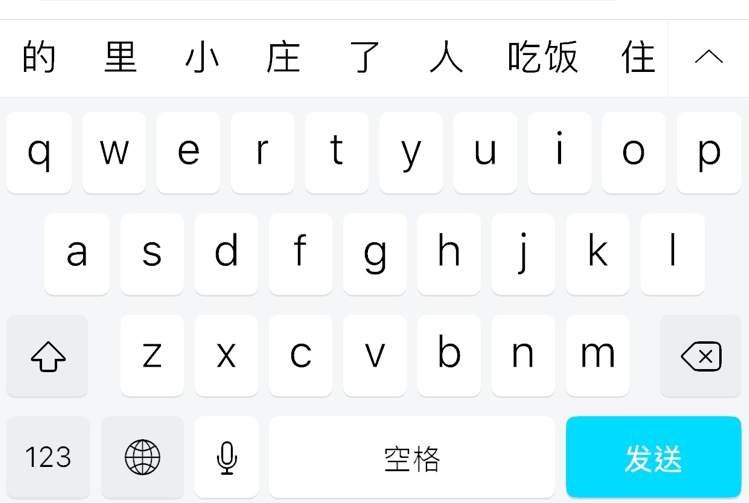 的 里 小 庄 了 人 吃饭 住
q w e r t y u i o p
a s d f g h j k l
z x c v b n m
123 空格 发送